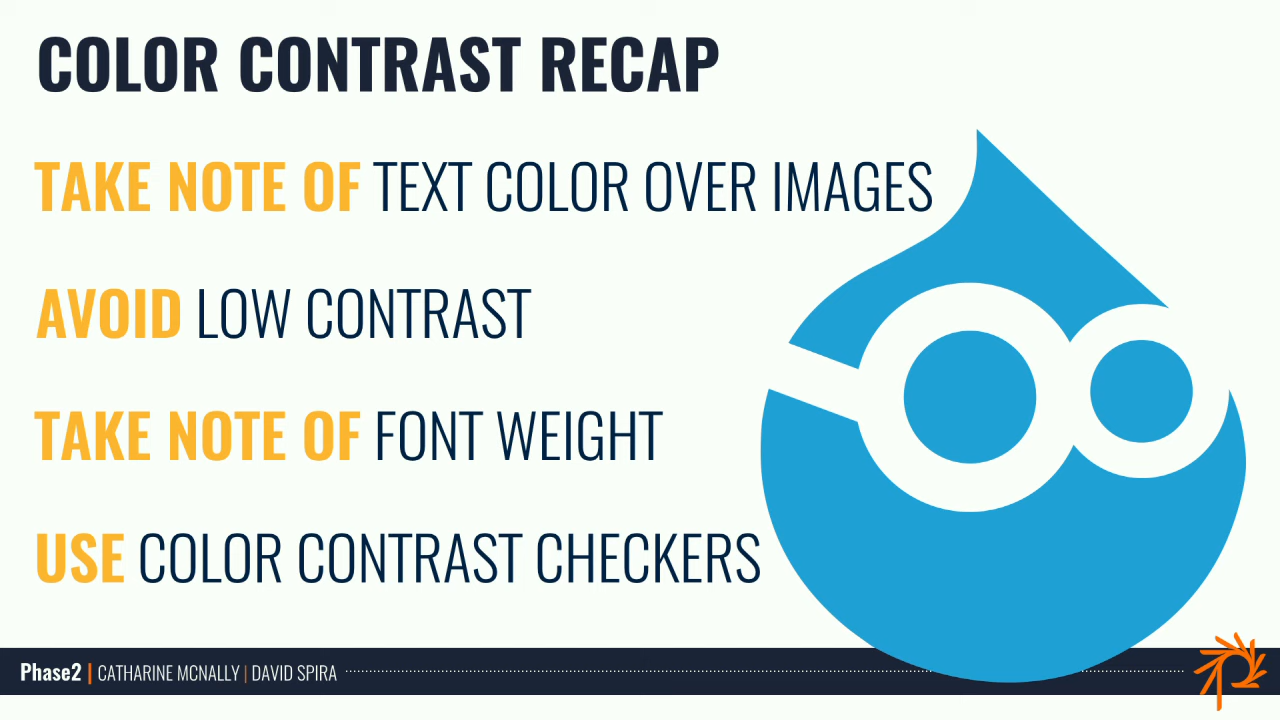 COLOR CONTRAST RECAP
TAKE NOTE OF TEXT COLOR OVER IMAGES
AVOID LOW CONTRAST
TAKE NOTE OF FONT WEIGHT
USE COLOR CONTRAST CHECKERS
Phase2 | CATHARINE MCNALLY | DAVID SPIRA